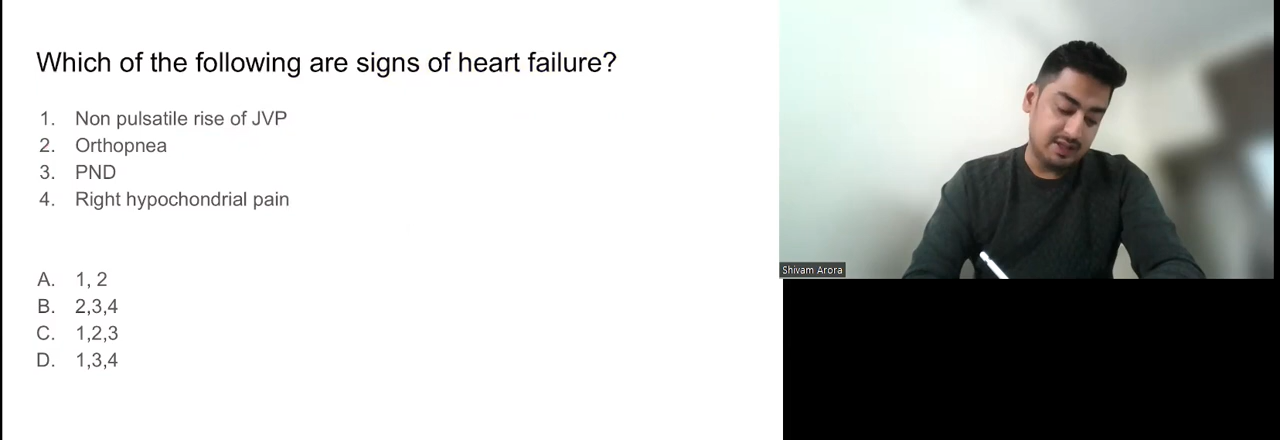 Which of the following are signs of heart failure?
1. Non pulsatile rise of JVP
2. Orthopnea
3. PND
4. Right hypochondrial pain
A. 1, 2
B. 2,3,4
C. 1,2,3
D. 1,3,4
Shivam Arora